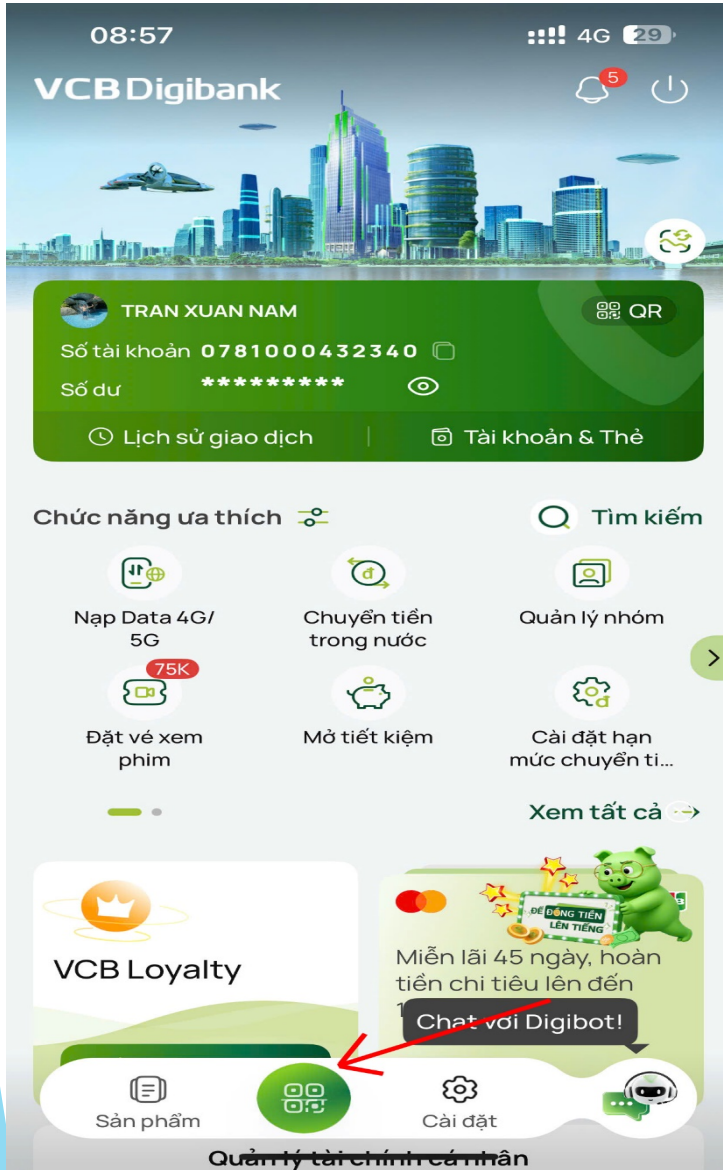 08:57
4G 29
VCB Digibank
5
TRAN XUAN NAM
QR
Số tài khoản 0781000432340
Số dư *********
Lịch sử giao dịch
Tài khoản & Thẻ
Chức năng ưa thích
Tìm kiếm
Nạp Data 4G/
5G
Chuyển tiền
trong nước
Quản lý nhóm
75K
Đặt vé xem
phim
Mở tiết kiệm
Cài đặt hạn
mức chuyển ti...
Xem tất cả
VCB Loyalty
ĐỂ ĐỒNG TIỀN
LÊN TIẾNG
Miễn lãi 45 ngày, hoàn
tiền chi tiêu lên đến
Chat với Digibot!
Sản phẩm
Cài đặt
Quản lý tài chính cá nhân